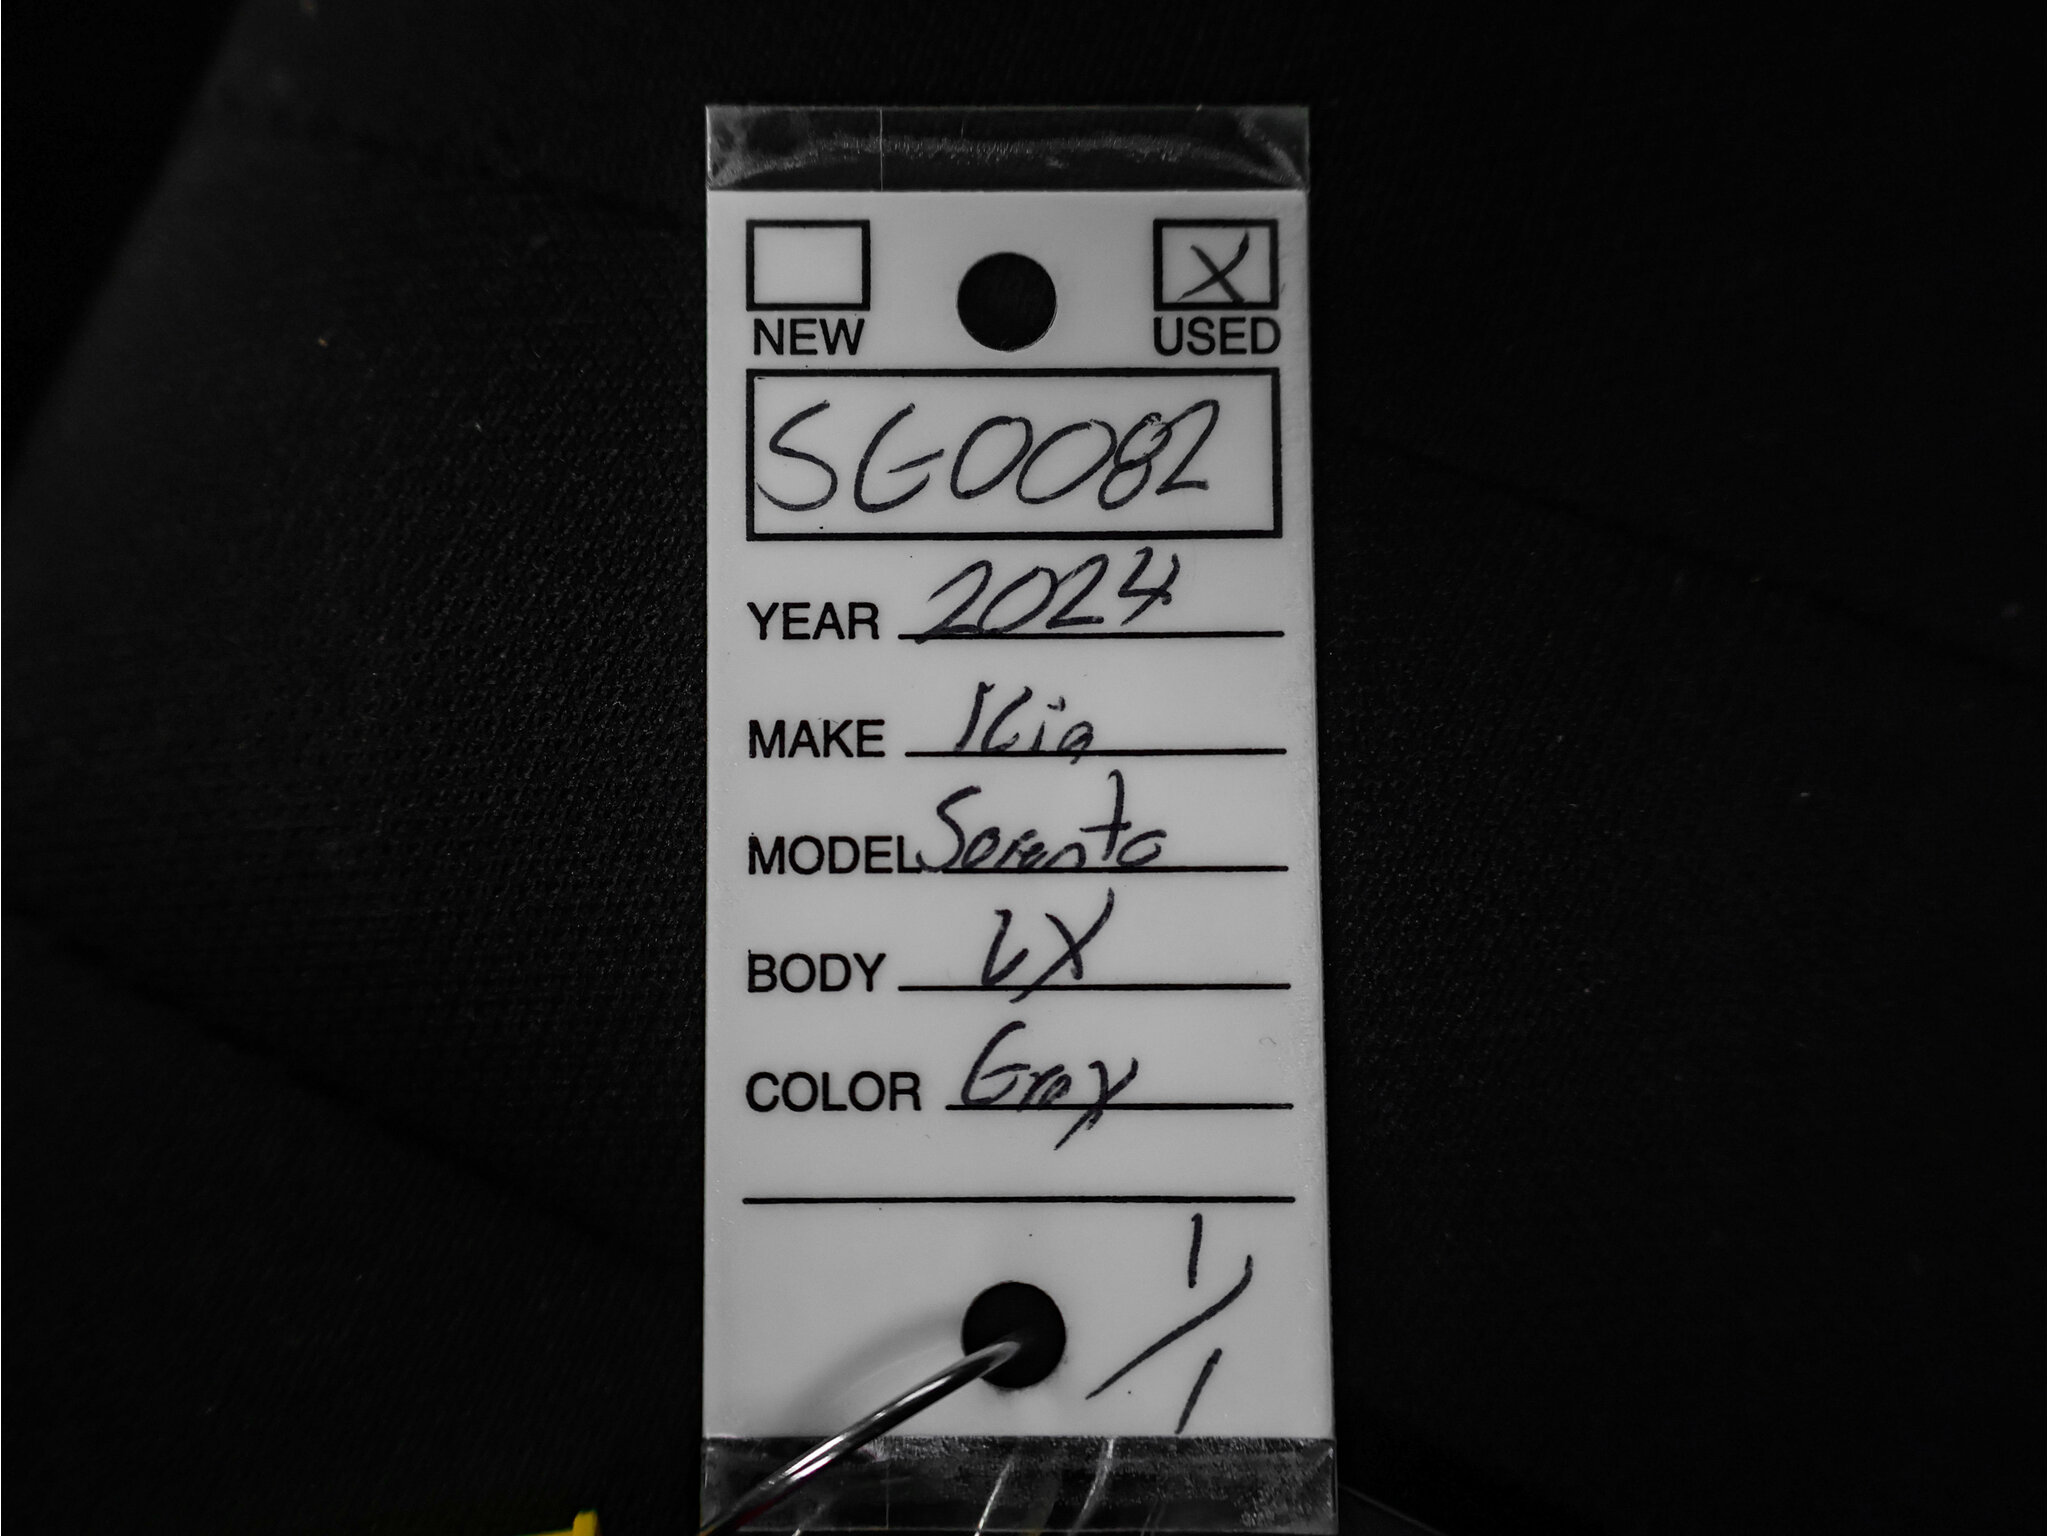 X
NEW USED
SG0082
YEAR 2024
MAKE Kia
MODEL Sorento
BODY LX
COLOR Gray
1/1